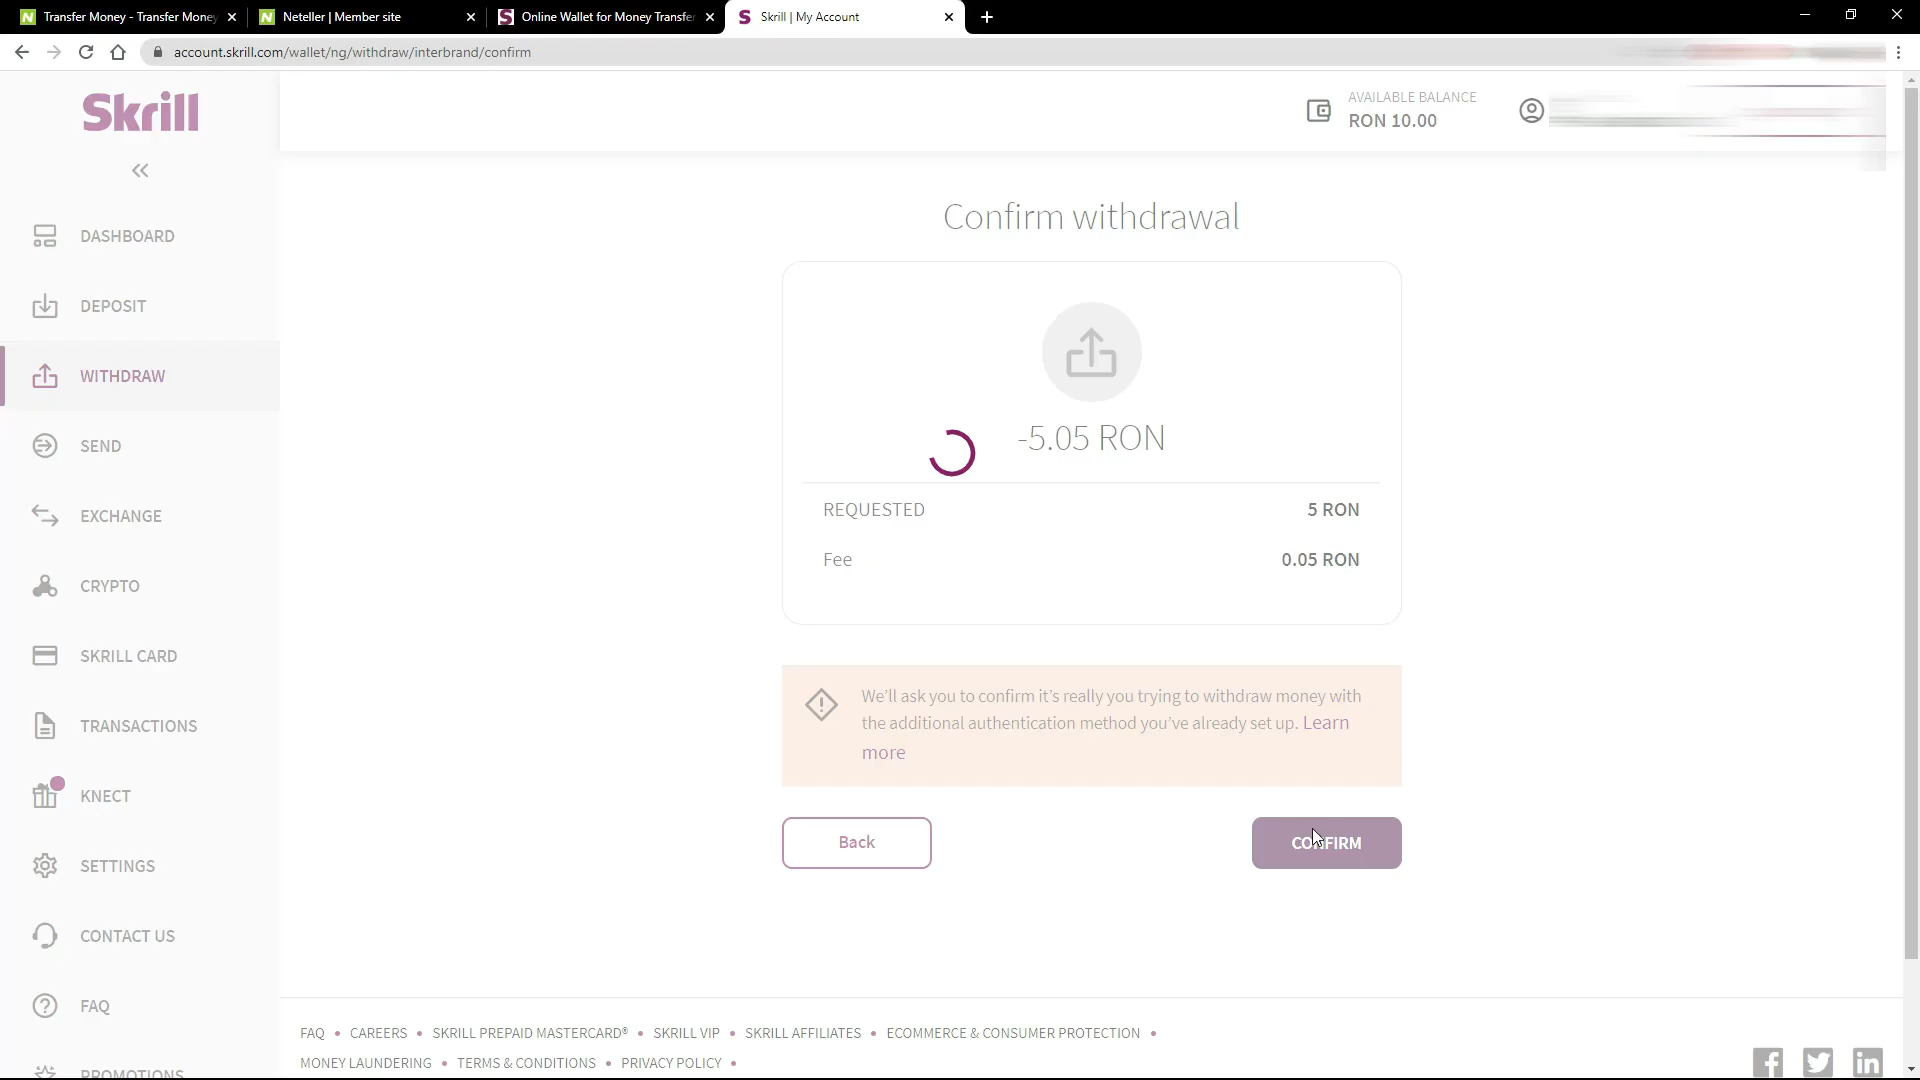 Transfer Money - Transfer Money
Neteller | Member site
Online Wallet for Money Transfer
Skrill | My Account
account.skrill.com/wallet/ng/withdraw/interbrand/confirm
Skrill
AVAILABLE BALANCE
RON 10.00
DASHBOARD
DEPOSIT
WITHDRAW
SEND
EXCHANGE
CRYPTO
SKRILL CARD
TRANSACTIONS
KNECT
SETTINGS
CONTACT US
FAQ
PROMOTIONS
Confirm withdrawal
-5.05 RON
REQUESTED 5 RON
Fee 0.05 RON
We'll ask you to confirm it's really you trying to withdraw money with
the additional authentication method you've already set up. Learn
more
Back
CONFIRM
FAQ • CAREERS • SKRILL PREPAID MASTERCARD® • SKRILL VIP • SKRILL AFFILIATES • ECOMMERCE & CONSUMER PROTECTION •
MONEY LAUNDERING • TERMS & CONDITIONS • PRIVACY POLICY •